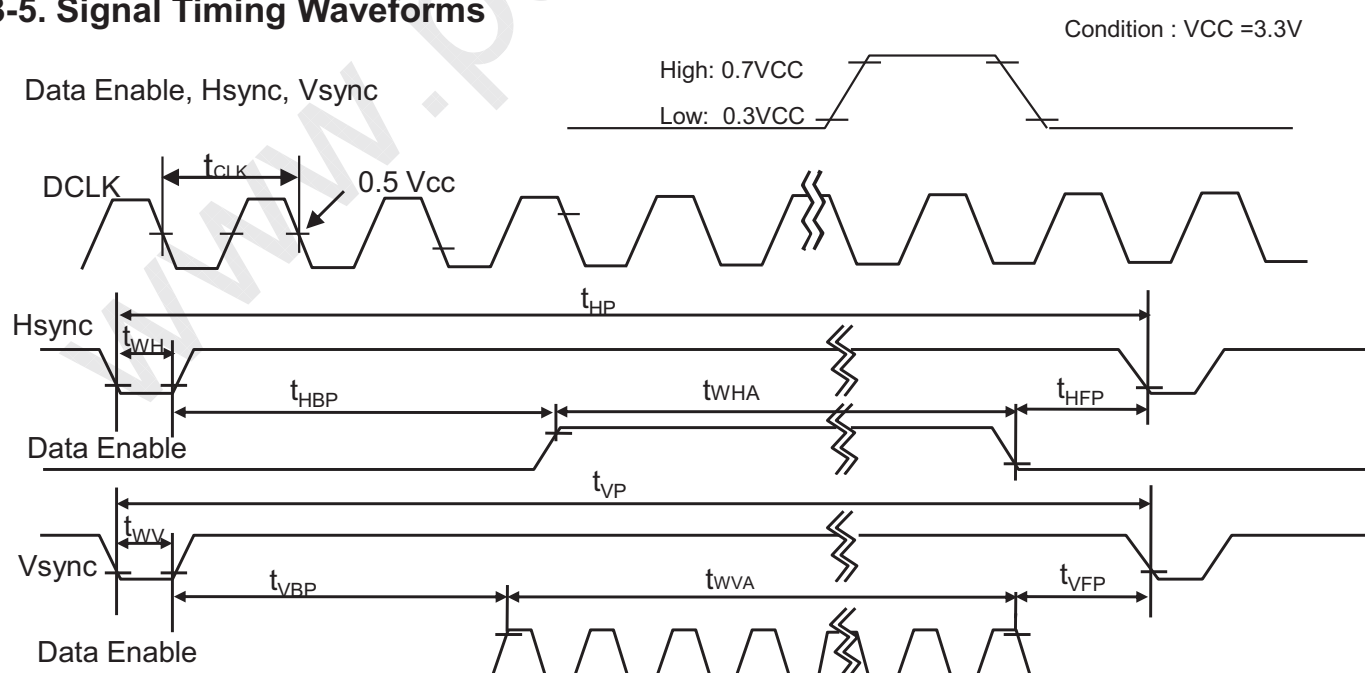 3-5. Signal Timing Waveforms
Condition : VCC =3.3V
High: 0.7VCC
Data Enable, Hsync, Vsync
Low: 0.3VCC
tCLK
DCLK
0.5 Vcc
tHP
Hsync
tWH
tHBP
tWHA
tHFP
Data Enable
tVP
tWV
Vsync
tVBP
tWVA
tVFP
Data Enable
www.p